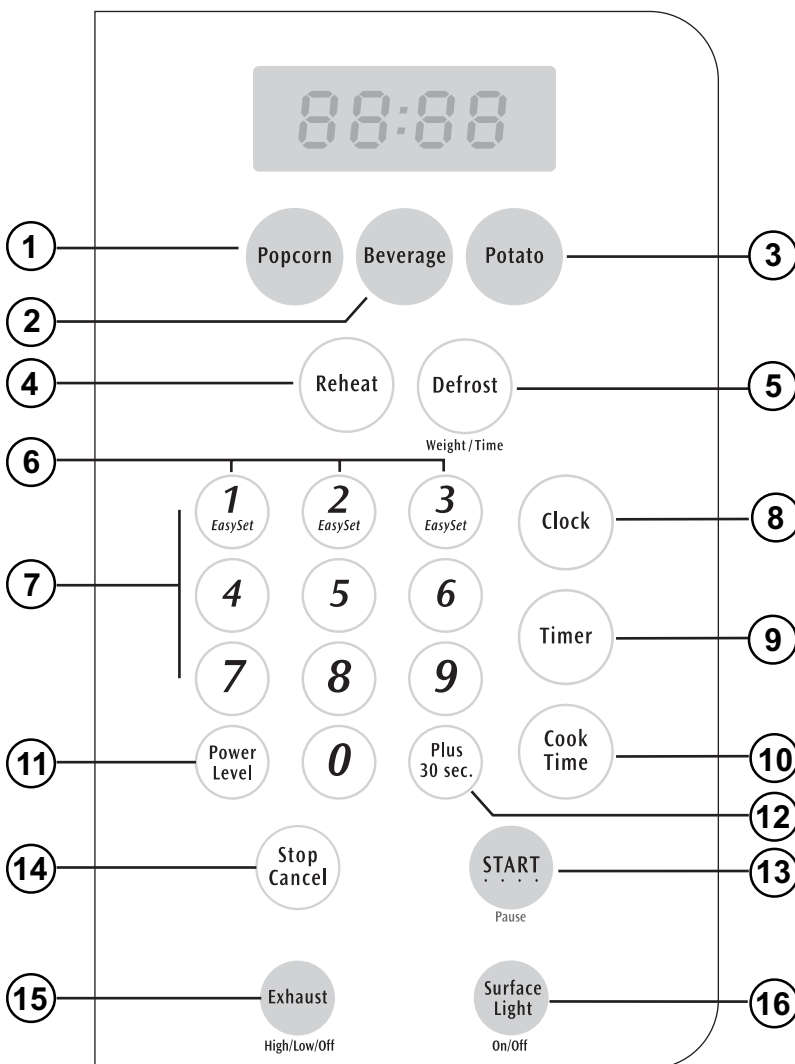 88:88
1
Popcorn
Beverage
Potato
3
2
4
Reheat
Defrost
5
Weight / Time
6
1
EasySet
2
EasySet
3
EasySet
Clock
8
7
4
5
6
Timer
9
7
8
9
11
Power
Level
0
Plus
30 sec.
Cook
Time
10
12
14
Stop
Cancel
START
13
Pause
15
Exhaust
High/Low/Off
Surface
Light
On/Off
16